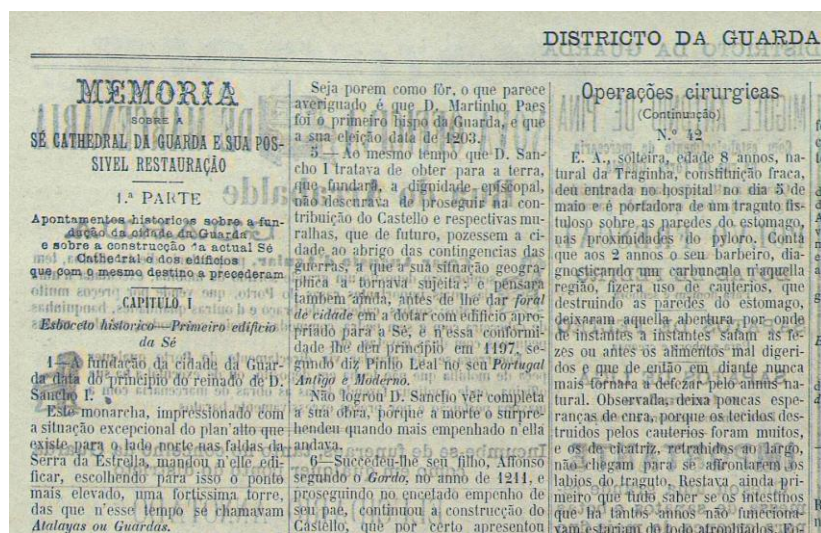 DISTRICTO DA GUARDA
MEMORIA
SOBRE A
SÉ CATHEDRAL DA GUARDA E SUA POS-
SIVEL RESTAURAÇÃO
1.ª PARTE
Apontamentos historicos sobre a fun-
dação da cidade da Guarda
e sobre a construcção da actual Sé
Cathedral e dos edificios
que com o mesmo destino a precederam
CAPITULO I
Esboceto historico—Primeiro edificio
da Sé
1—A fundação da cidade da Guar-
da data do principio do reinado de D.
Sancho I.
Este monarcha, impressionado com
a situação excepcional do plan'alto que
existe para o lado norte nas faldas da
Serra da Estrella, mandou n'elle edi-
ficar, escolhendo para isso o ponto
mais elevado, uma fortissima torre,
das que n'esse tempo se chamavam
Atalayas ou Guardas.
Seja porem como fôr, o que parece
averiguado é que D. Martinho Paes
foi o primeiro bispo da Guarda, e que
a sua eleição data de 1203.
5—Ao mesmo tempo que D. San-
cho I tratava de obter para a terra,
que fundara, a dignidade episcopal,
não descurava de proseguir na con-
tribuição do Castello e respectivas mu-
ralhas, que de futuro, pozessem a ci-
dade ao abrigo das contingencias das
guerras, a que a sua situação geogra-
phica a tornava sujeita; e pensara
tambem ainda, antes de lhe dar foral
de cidade em a dotar com edificio apro-
priado para a Sé, e n'essa conformi-
dade lhe deu principio em 1197, se-
gundo diz Pinho Leal no seu Portugal
Antigo e Moderno.
Não logrou D. Sancho vêr completa
a sua obra, porque a morte o surpre-
hendeu quando mais empenhado n'ella
andava.
6—Succedeu-lhe seu filho, Affonso
segundo o Gordo, no anno de 1211, e
proseguindo no encetado empenho de
seu pae, continuou a construcção do
Castello, que por certo apresentou
Operações cirurgicas
(Continuação)
N.º 42
E. A., solteira, edade 8 annos, na-
tural da Traginha, constituição fraca,
deu entrada no hospital no dia 5 de
maio e é portadora de um traguto fis-
tuloso sobre as paredes do estomago,
nas proximidades do pyloro. Conta
que aos 2 annos o seu barbeiro, dia-
gnosticando um carbunculo n'aquella
região, fizera uso de cauterios, que
destruindo as paredes do estomago,
deixaram aquella abertura por onde
de instantes a instantes saiam as fe-
zes ou antes os alimentos mal digeri-
dos e que de então em diante nunca
mais tornara a defezar pelo annus na-
tural. Observada, deixa poucas espe-
ranças de cura, porque os tecidos des-
truidos pelos cauterios foram muitos,
e os de cicatriz, retrahidos ao largo,
não chegam para se affrontarem os
labios do traguto. Restava ainda pri-
meiro que tudo saber se os intestinos
que ha tantos annos não funcciona-
vam estariam de todo atrophiados.